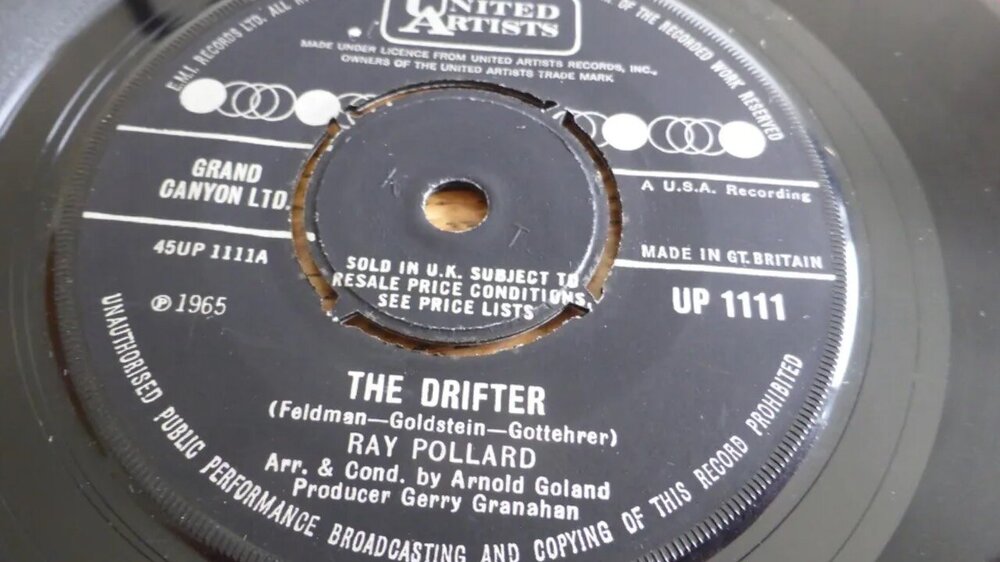 UNITED
ARTISTS
MADE UNDER LICENCE FROM UNITED ARTISTS RECORDS, INC.,
OWNERS OF THE UNITED ARTISTS TRADE MARK
E.M.I. RECORDS LTD. ALL
OF THE RECORDED WORK RESERVED
GRAND
CANYON LTD.
A U.S.A. Recording
45UP 1111A
MADE IN GT. BRITAIN
℗ 1965
UP 1111
K
T
SOLD IN U.K. SUBJECT TO
RESALE PRICE CONDITIONS,
SEE PRICE LISTS
THE DRIFTER
(Feldman—Goldstein—Gottehrer)
RAY POLLARD
Arr. & Cond. by Arnold Goland
Producer Gerry Granahan
UNAUTHORISED PUBLIC PERFORMANCE BROADCASTING AND COPYING OF THIS RECORD PROHIBITED